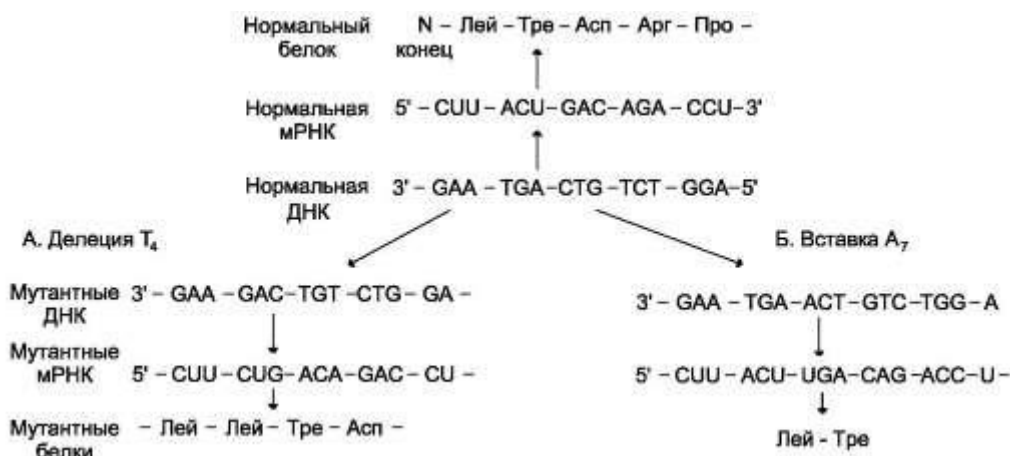 Нормальный белок N – Лей – Тре – Асп – Арг – Про –
конец
Нормальная мРНК 5' – CUU – ACU – GAC – AGA – CCU – 3'
Нормальная ДНК 3' – GAA – TGA – CTG – TCT – GGA – 5'
А. Делеция T₄
Б. Вставка A₇
Мутантные ДНК 3' – GAA – GAC – TGT – CTG – GA –
3' – GAA – TGA – ACT – GTC – TGG – A
Мутантные мРНК 5' – CUU – CUG – ACA – GAC – CU –
5' – CUU – ACU – UGA – CAG – ACC – U –
Мутантные белки – Лей – Лей – Тре – Асп –
Лей - Тре